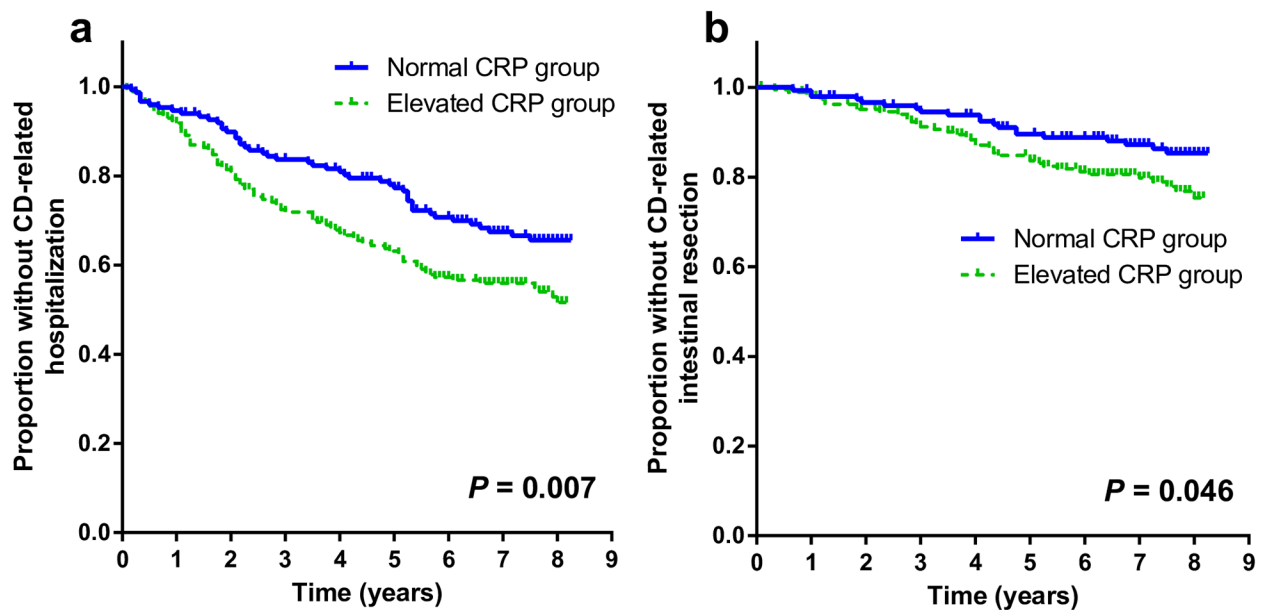 a
Normal CRP group
Elevated CRP group
Proportion without CD-related
hospitalization
1.0
0.8
0.6
0.4
0.2
0.0
P = 0.007
0 1 2 3 4 5 6 7 8 9
Time (years)
b
Normal CRP group
Elevated CRP group
Proportion without CD-related
intestinal resection
1.0
0.8
0.6
0.4
0.2
0.0
P = 0.046
0 1 2 3 4 5 6 7 8 9
Time (years)